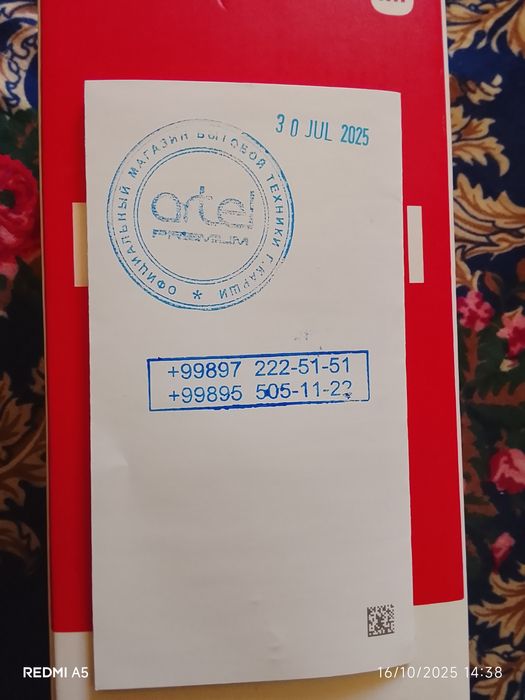 30 JUL 2025
ОФИЦИАЛЬНЫЙ МАГАЗИН БЫТОВОЙ ТЕХНИКИ Г.КАРШИ *
artel
PREMIUM
+99897 222-51-51
+99895 505-11-22
REDMI A5
16/10/2025 14:38